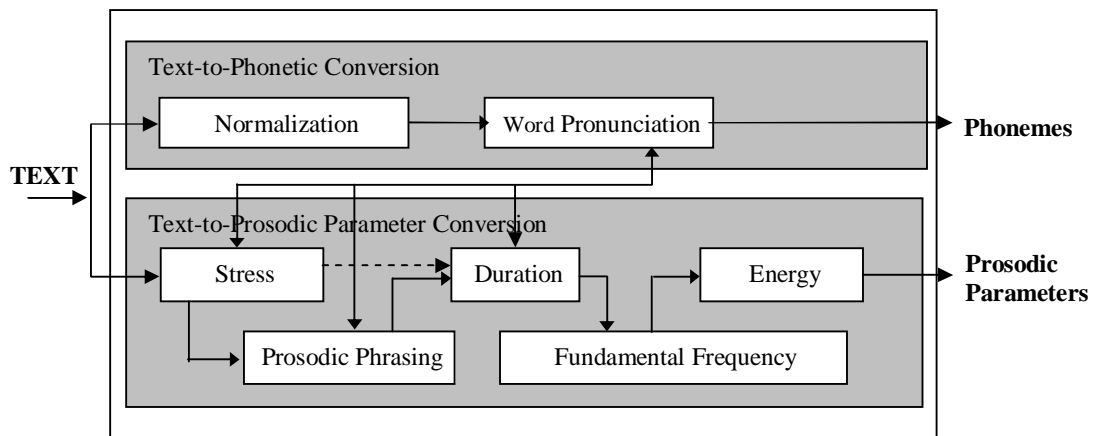 Text-to-Phonetic Conversion
Normalization
Word Pronunciation
Phonemes
TEXT
Text-to-Prosodic Parameter Conversion
Stress
Duration
Energy
Prosodic
Parameters
Prosodic Phrasing
Fundamental Frequency